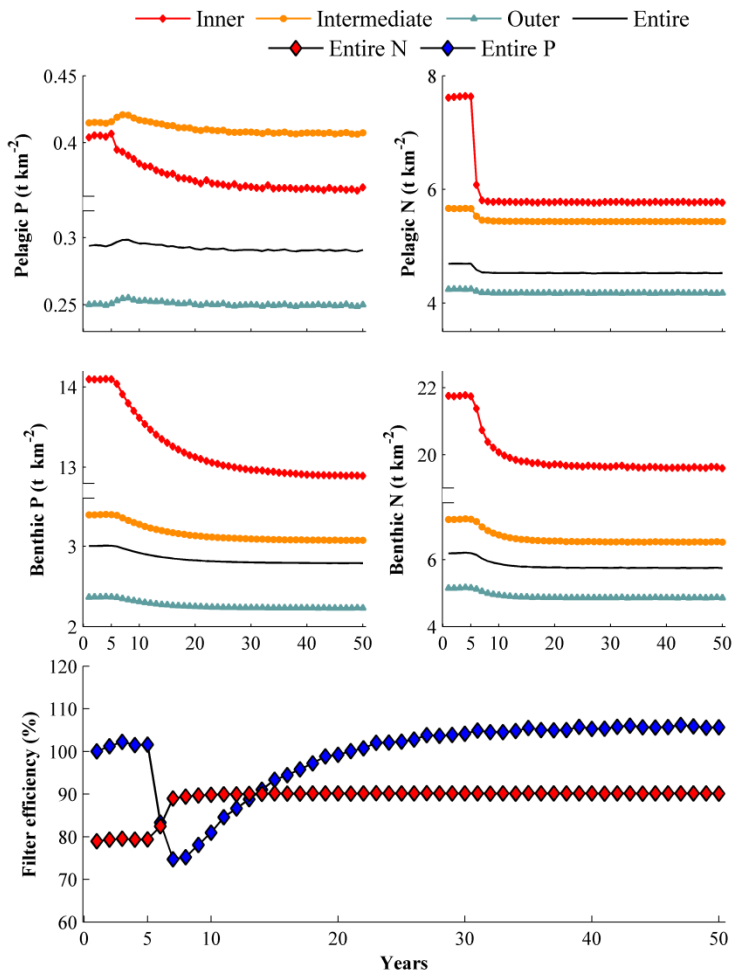 Inner Intermediate Outer Entire
Entire N Entire P
0.45
0.4
0.3
0.25
Pelagic P (t km-2)
8
6
4
Pelagic N (t km-2)
14
13
3
2
Benthic P (t km-2)
0 5 10 20 30 40 50
22
20
6
4
Benthic N (t km-2)
0 5 10 20 30 40 50
120
110
100
90
80
70
60
Filter efficiency (%)
0 5 10 20 30 40 50
Years